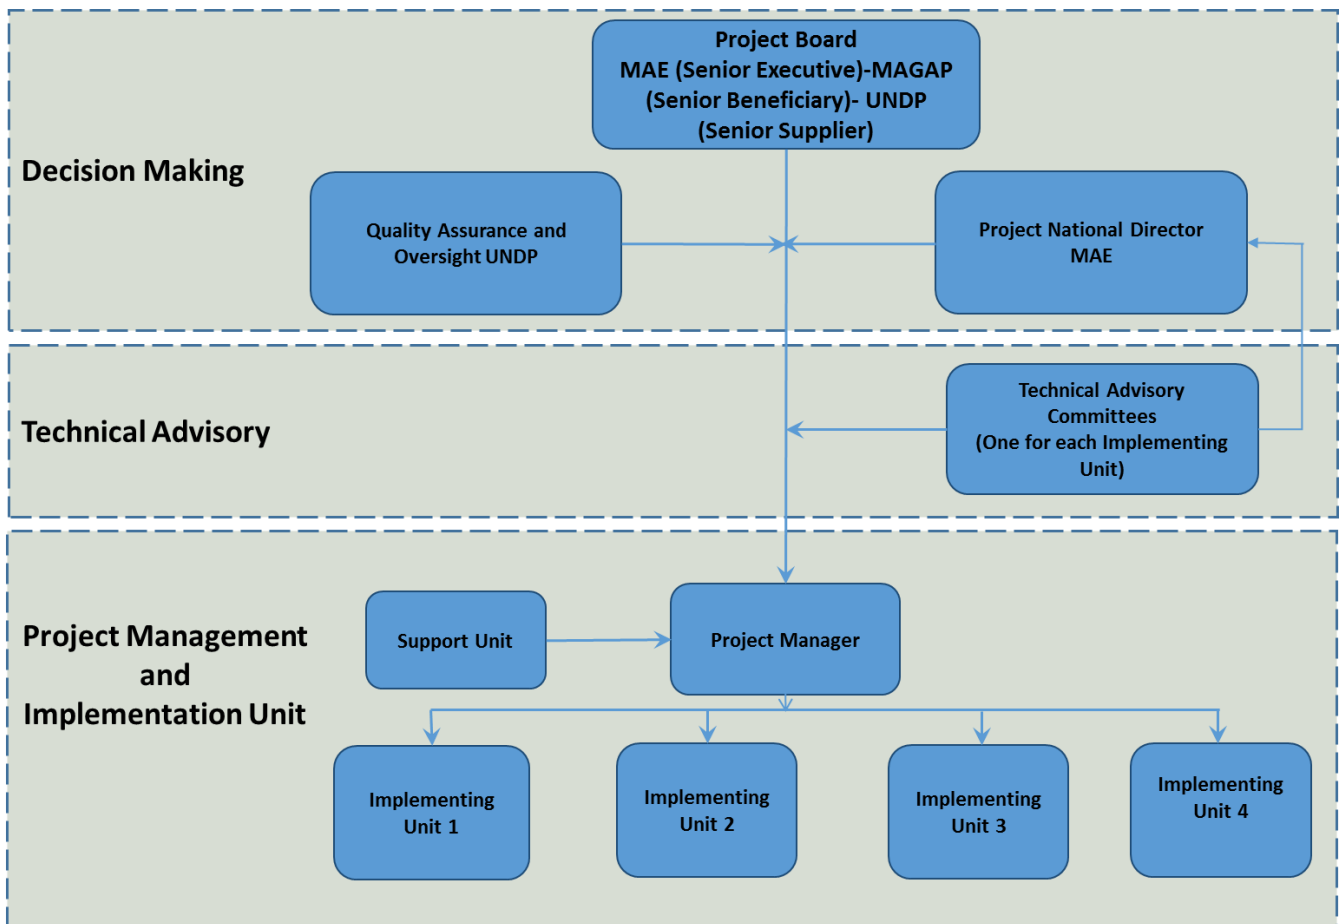 Project Board
MAE (Senior Executive)-MAGAP
(Senior Beneficiary)- UNDP
(Senior Supplier)
Decision Making
Quality Assurance and
Oversight UNDP
Project National Director
MAE
Technical Advisory
Technical Advisory
Committees
(One for each Implementing
Unit)
Project Management
and
Implementation Unit
Support Unit
Project Manager
Implementing
Unit 1
Implementing
Unit 2
Implementing
Unit 3
Implementing
Unit 4